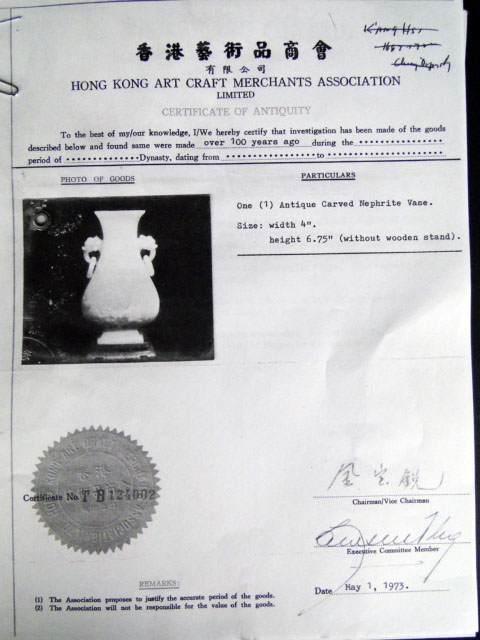 K'ang Hsi
香港藝術品商會
有限公司
HONG KONG ART CRAFT MERCHANTS ASSOCIATION
LIMITED
CERTIFICATE OF ANTIQUITY
To the best of my/our knowledge, I/We hereby certify that investigation has been made of the goods
described below and found same were made over 100 years ago during the
period of Dynasty, dating from to
PHOTO OF GOODS
PARTICULARS
One (1) Antique Carved Nephrite Vase.
Size: width 4".
height 6.75" (without wooden stand).
Certificate No. TB124002
Chairman/Vice Chairman
Executive Committee Member
Date May 1, 1973.
REMARKS:
(1) The Association proposes to justify the accurate period of the goods.
(2) The Association will not be responsible for the value of the goods.